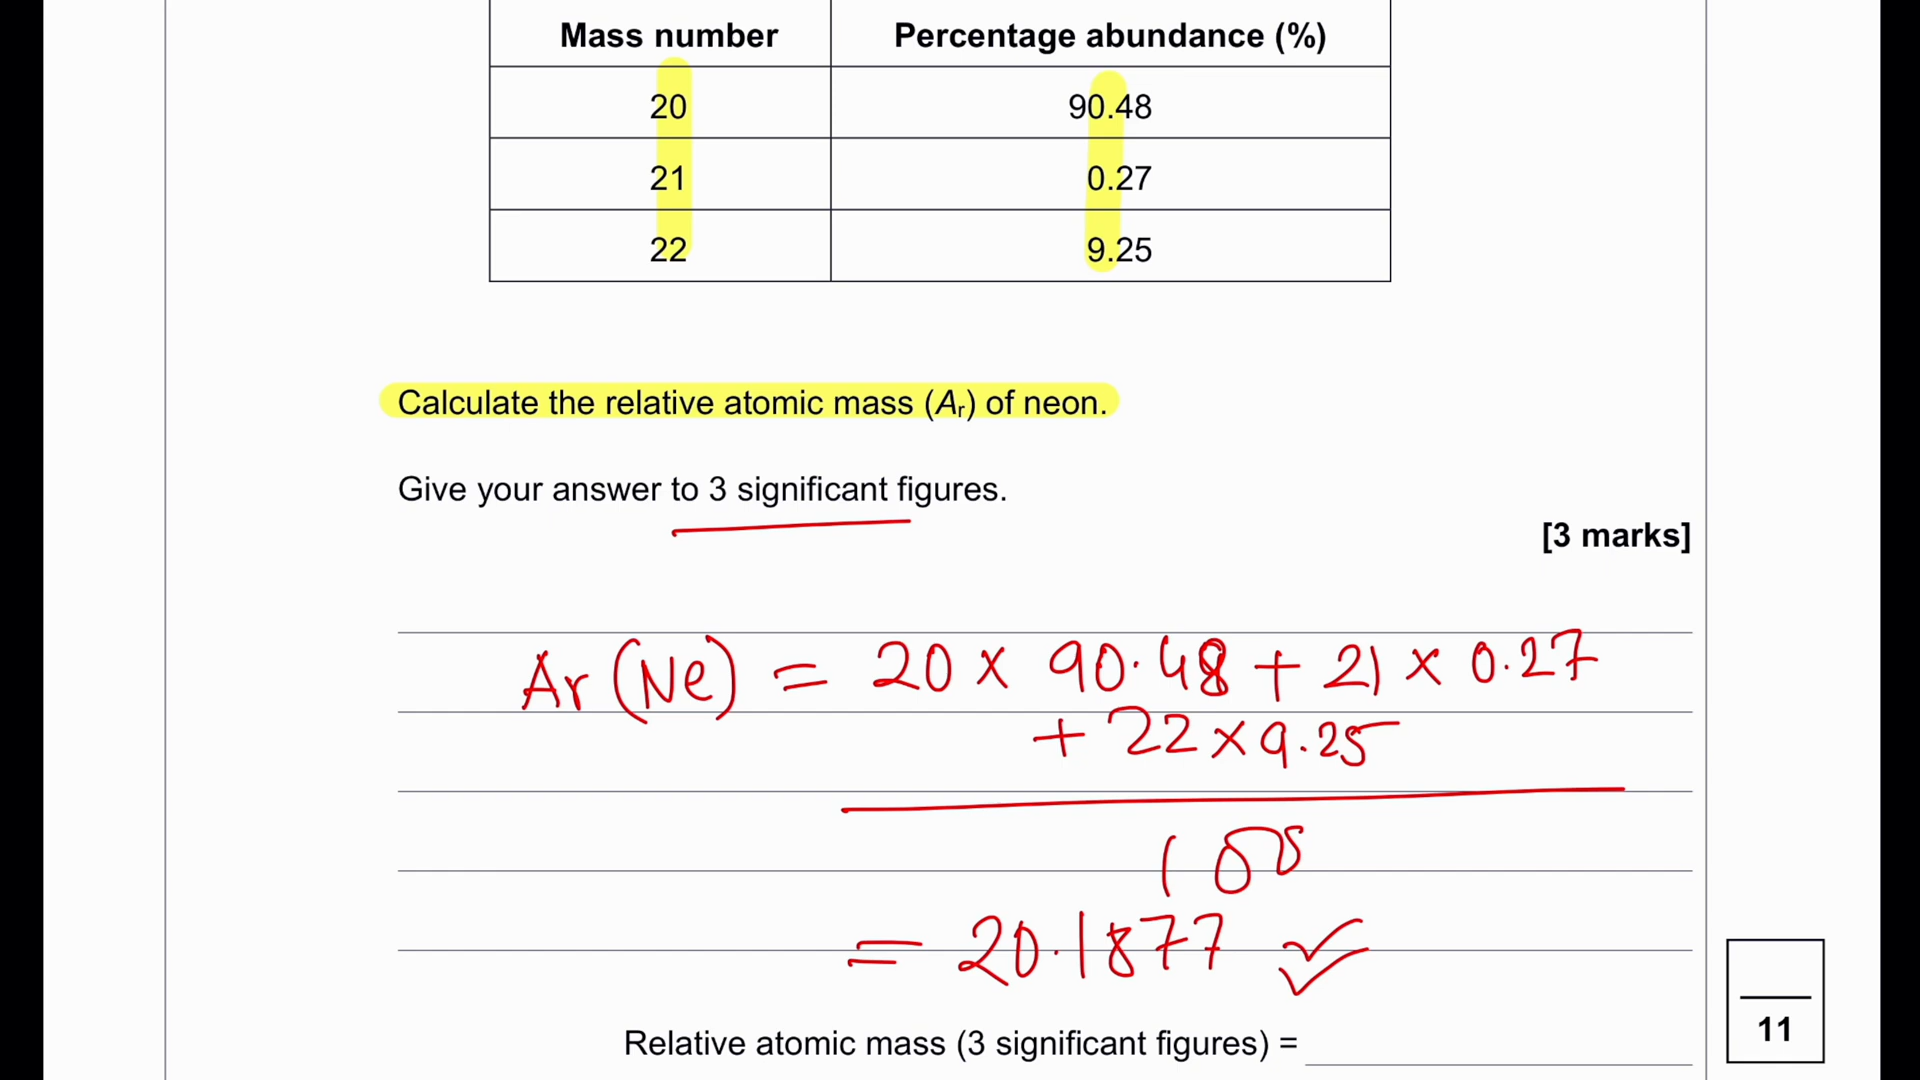 Mass number Percentage abundance (%)
20 90.48
21 0.27
22 9.25
Calculate the relative atomic mass (Ar) of neon.
Give your answer to 3 significant figures.
[3 marks]
Ar (Ne) = 20 × 90.48 + 21 × 0.27
+ 22 × 9.25
100
= 20.1877 ✓
Relative atomic mass (3 significant figures) =
11